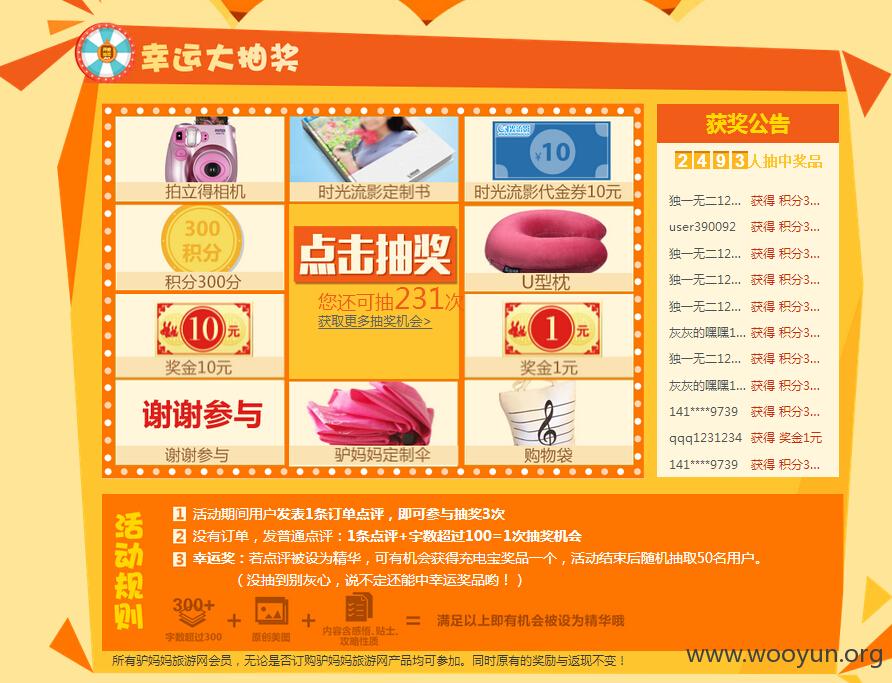 幸运大抽奖
获奖公告
2493人抽中奖品
拍立得相机
时光流影定制书
¥10
时光流影代金券10元
300
积分
积分300分
点击抽奖
您还可抽231次
获取更多抽奖机会>
U型枕
10元
奖金10元
1元
奖金1元
谢谢参与
谢谢参与
驴妈妈定制伞
购物袋
独一无二12... 获得 积分3...
user390092 获得 积分3...
独一无二12... 获得 积分3...
独一无二12... 获得 积分3...
独一无二12... 获得 积分3...
灰灰的嘿嘿1... 获得 积分3...
独一无二12... 获得 积分3...
灰灰的嘿嘿1... 获得 积分3...
141****9739 获得 积分3...
qqq1231234 获得 奖金1元
141****9739 获得 积分3...
活动规则
1 活动期间用户发表1条订单点评，即可参与抽奖3次
2 没有订单，发普通点评：1条点评+字数超过100=1次抽奖机会
3 幸运奖：若点评被设为精华，可有机会获得充电宝奖品一个，活动结束后随机抽取50名用户。
（没抽到别灰心，说不定还能中幸运奖品哟！）
300+
字数超过300
+
原创美图
+
内容含感悟、贴士、
攻略性质
= 满足以上即有机会被设为精华哦
所有驴妈妈旅游网会员，无论是否订购驴妈妈旅游网产品均可参加。同时原有的奖励与返现不变！
www.wooyun.org